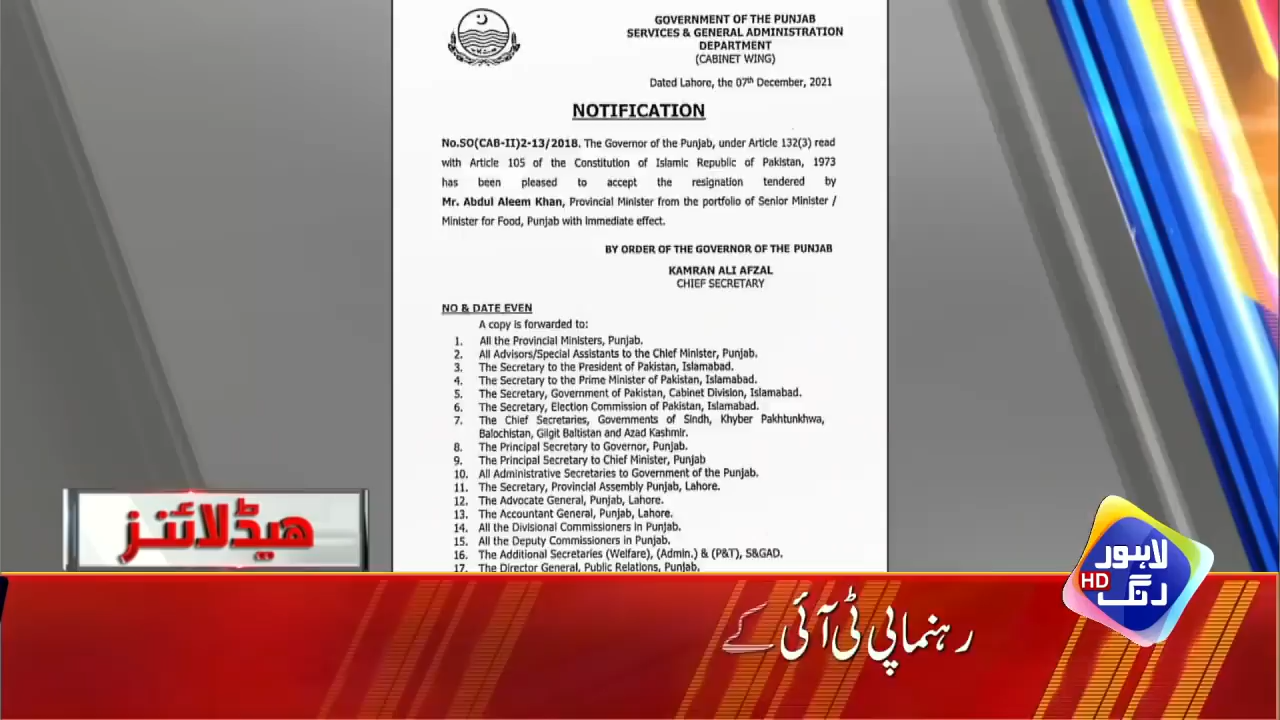 GOVERNMENT OF THE PUNJAB
SERVICES & GENERAL ADMINISTRATION
DEPARTMENT
(CABINET WING)
Dated Lahore, the 07th December, 2021
NOTIFICATION
No.SO(CAB-II)2-13/2018. The Governor of the Punjab, under Article 132(3) read
with Article 105 of the Constitution of Islamic Republic of Pakistan, 1973
has been pleased to accept the resignation tendered by
Mr. Abdul Aleem Khan, Provincial Minister from the portfolio of Senior Minister /
Minister for Food, Punjab with immediate effect.
BY ORDER OF THE GOVERNOR OF THE PUNJAB
KAMRAN ALI AFZAL
CHIEF SECRETARY
NO & DATE EVEN
A copy is forwarded to:
1. All the Provincial Ministers, Punjab.
2. All Advisors/Special Assistants to the Chief Minister, Punjab.
3. The Secretary to the President of Pakistan, Islamabad.
4. The Secretary to the Prime Minister of Pakistan, Islamabad.
5. The Secretary, Government of Pakistan, Cabinet Division, Islamabad.
6. The Secretary, Election Commission of Pakistan, Islamabad.
7. The Chief Secretaries, Governments of Sindh, Khyber Pakhtunkhwa,
Balochistan, Gilgit Baltistan and Azad Kashmir.
8. The Principal Secretary to Governor, Punjab.
9. The Principal Secretary to Chief Minister, Punjab
10. All Administrative Secretaries to Government of the Punjab.
11. The Secretary, Provincial Assembly Punjab, Lahore.
12. The Advocate General, Punjab, Lahore.
13. The Accountant General, Punjab, Lahore.
14. All the Divisional Commissioners in Punjab.
15. All the Deputy Commissioners in Punjab.
16. The Additional Secretaries (Welfare), (Admin.) & (P&T), S&GAD.
17. The Director General, Public Relations, Punjab.
ہیڈلائنز
لاہور
HD رنگ
رہنما پی ٹی آئی کے